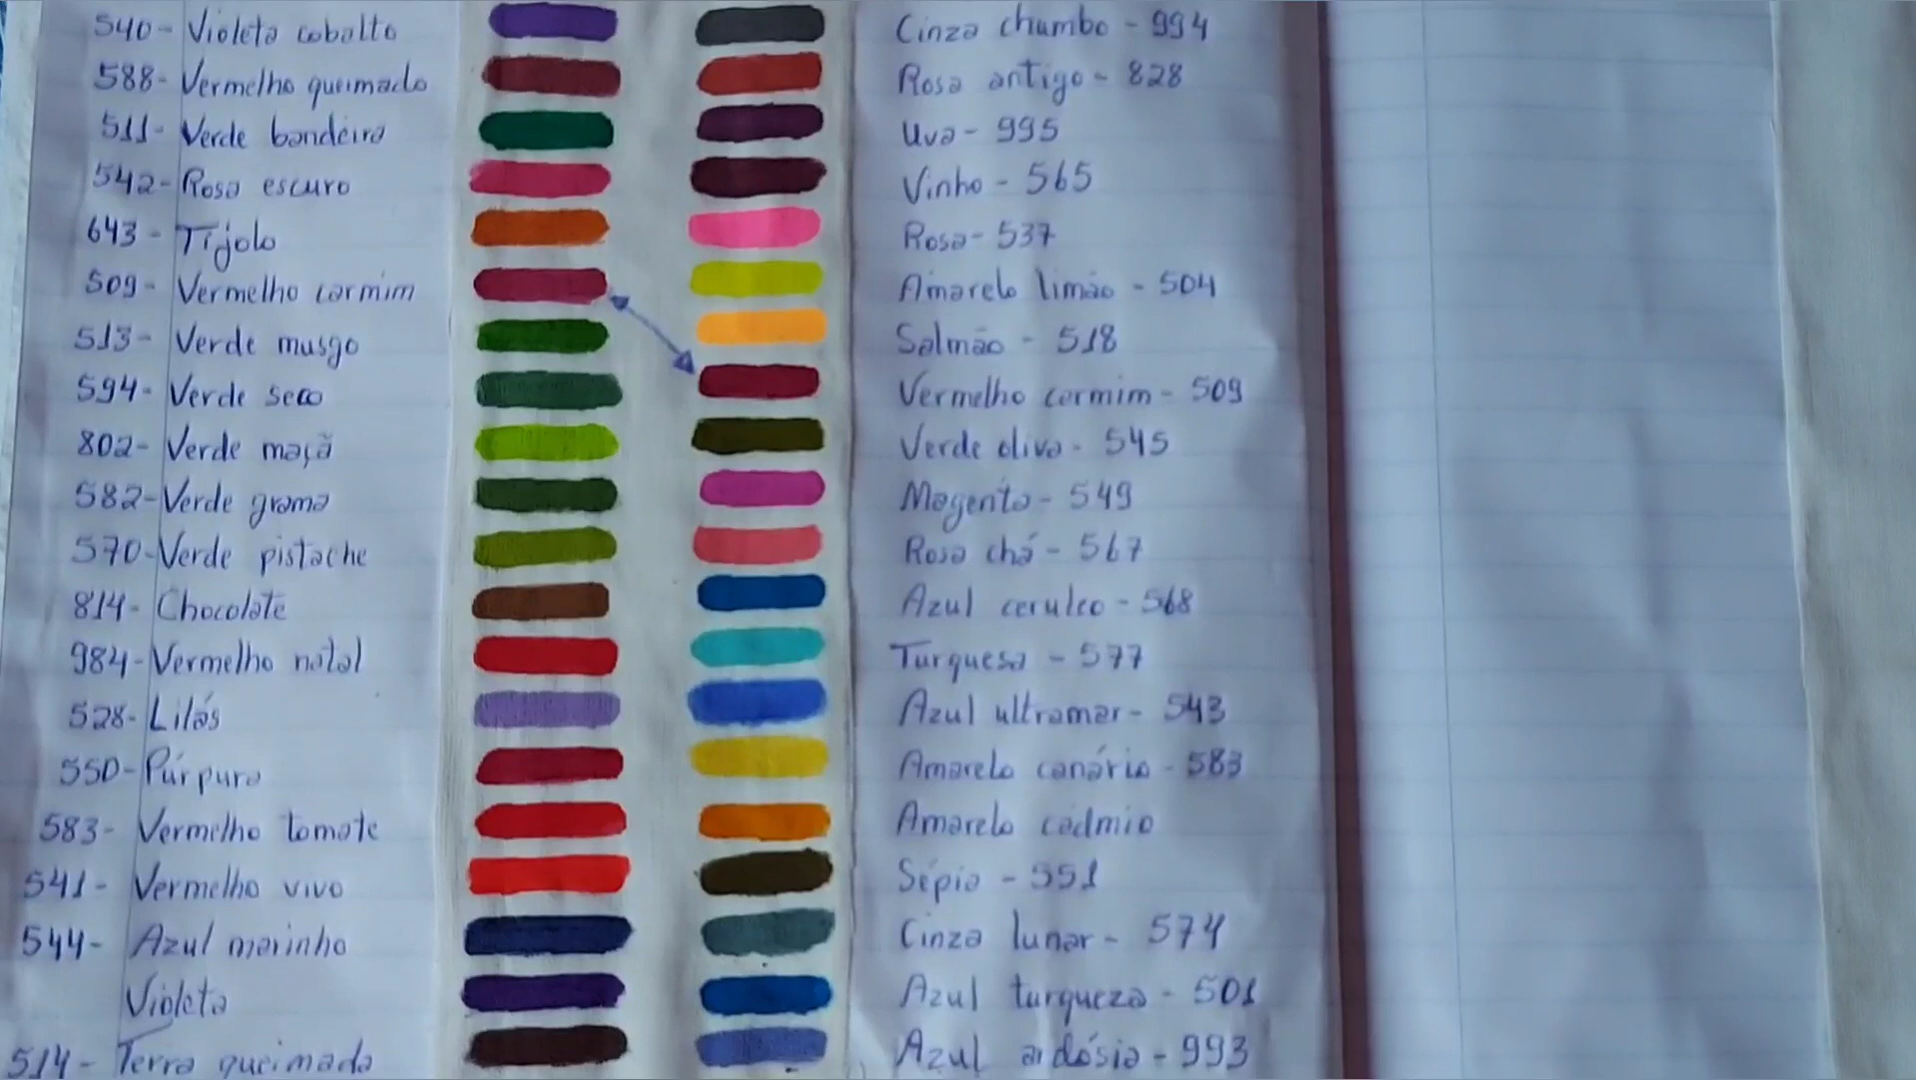 540- Violeta cobalto
588- Vermelho queimado
511- Verde bandeira
542- Rosa escuro
643- Tijolo
509- Vermelho carmim
513- Verde musgo
594- Verde seco
802- Verde maçã
582- Verde grama
570- Verde pistache
814- Chocolate
984- Vermelho natal
528- Lilás
550- Púrpura
583- Vermelho tomate
541- Vermelho vivo
544- Azul marinho
Violeta
514- Terra queimada
Cinza chumbo - 994
Rosa antigo - 828
Uva - 995
Vinho - 565
Rosa - 537
Amarelo limão - 504
Salmão - 518
Vermelho carmim - 509
Verde oliva - 545
Magenta - 549
Rosa chá - 567
Azul ceruleo - 568
Turquesa - 577
Azul ultramar - 543
Amarelo canário - 583
Amarelo cádmio
Sépia - 551
Cinza lunar - 574
Azul turqueza - 501
Azul ardósia - 993